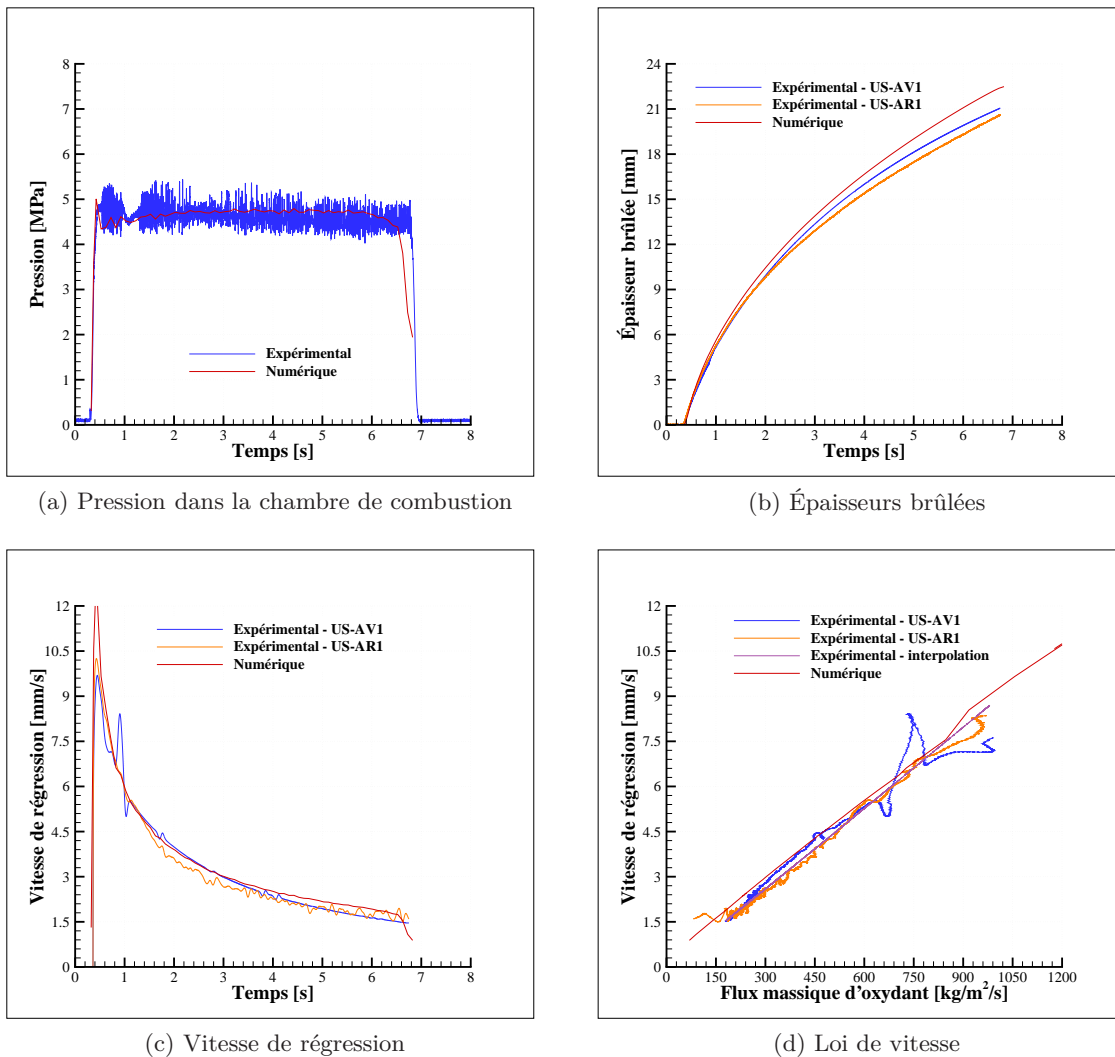 8
7
6
5
4
3
2
1
0
Pression [MPa]
Expérimental
Numérique
0 1 2 3 4 5 6 7 8
Temps [s]
(a) Pression dans la chambre de combustion
24
21
18
15
12
9
6
3
0
Épaisseur brûlée [mm]
Expérimental - US-AV1
Expérimental - US-AR1
Numérique
1 2 3 4 5 6 7 8
Temps [s]
(b) Épaisseurs brûlées
12
10.5
9
7.5
6
4.5
3
1.5
0
Vitesse de régression [mm/s]
Expérimental - US-AV1
Expérimental - US-AR1
Numérique
0 1 2 3 4 5 6 7 8
Temps [s]
(c) Vitesse de régression
12
10.5
9
7.5
6
4.5
3
1.5
0
Vitesse de régression [mm/s]
Expérimental - US-AV1
Expérimental - US-AR1
Expérimental - interpolation
Numérique
150 300 450 600 750 900 1050 1200
Flux massique d'oxydant [kg/m²/s]
(d) Loi de vitesse